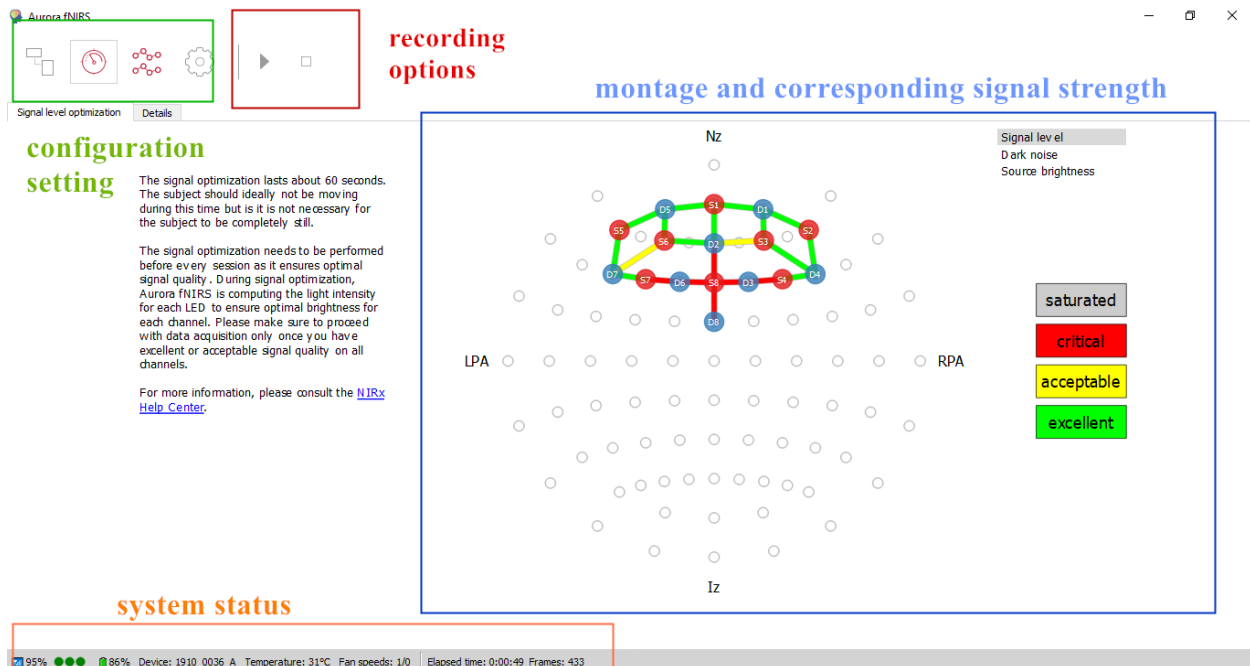 Aurora fNIRS
recording
options
montage and corresponding signal strength
Signal level optimization
Details
configuration
setting
The signal optimization lasts about 60 seconds.
The subject should ideally not be moving
during this time but is it is not necessary for
the subject to be completely still.
The signal optimization needs to be performed
before every session as it ensures optimal
signal quality. During signal optimization,
Aurora fNIRS is computing the light intensity
for each LED to ensure optimal brightness for
each channel. Please make sure to proceed
with data acquisition only once you have
excellent or acceptable signal quality on all
channels.
For more information, please consult the NIRx
Help Center.
Nz
Signal level
Dark noise
Source brightness
S1
D5 D1
S5 S2
S6 D2 S3
D7 D4
S7 D6 S8 D3 S4
D8
LPA RPA
Iz
saturated
critical
acceptable
excellent
system status
95% 86% Device: 1910_0036_A Temperature: 31°C Fan speeds: 1/0 Elapsed time: 0:00:49 Frames: 433